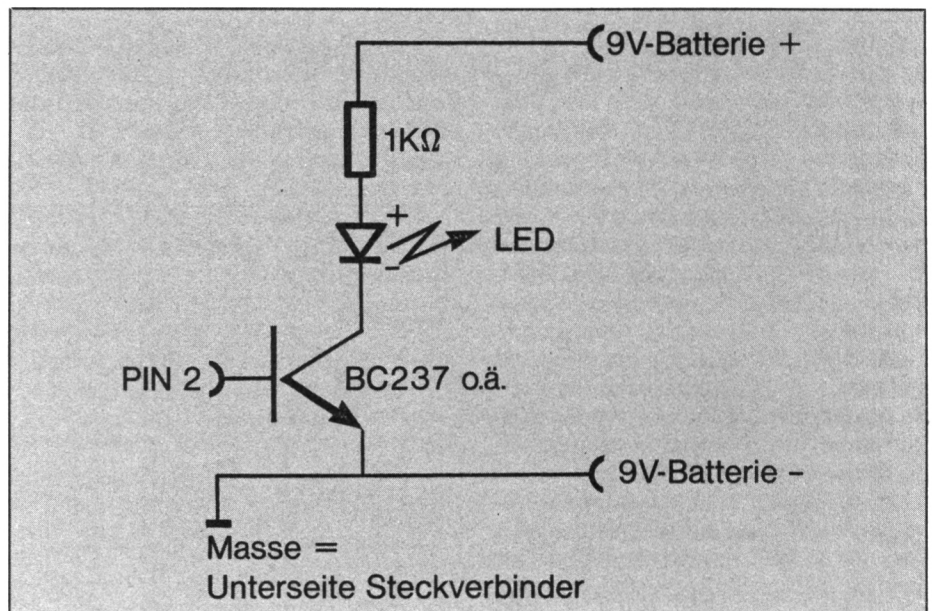 9V-Batterie +
1KΩ
+
LED
-
PIN 2
BC237 o.ä.
9V-Batterie -
Masse =
Unterseite Steckverbinder